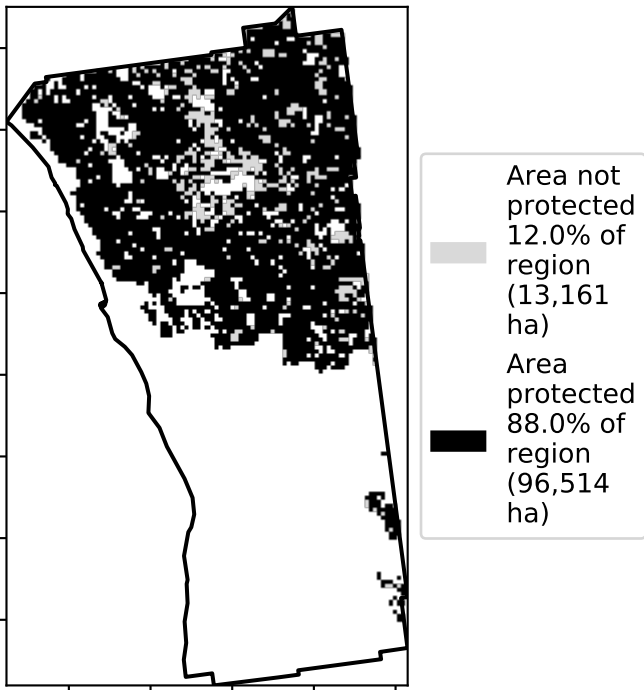 Area not
protected
12.0% of
region
(13,161
ha)
Area
protected
88.0% of
region
(96,514
ha)